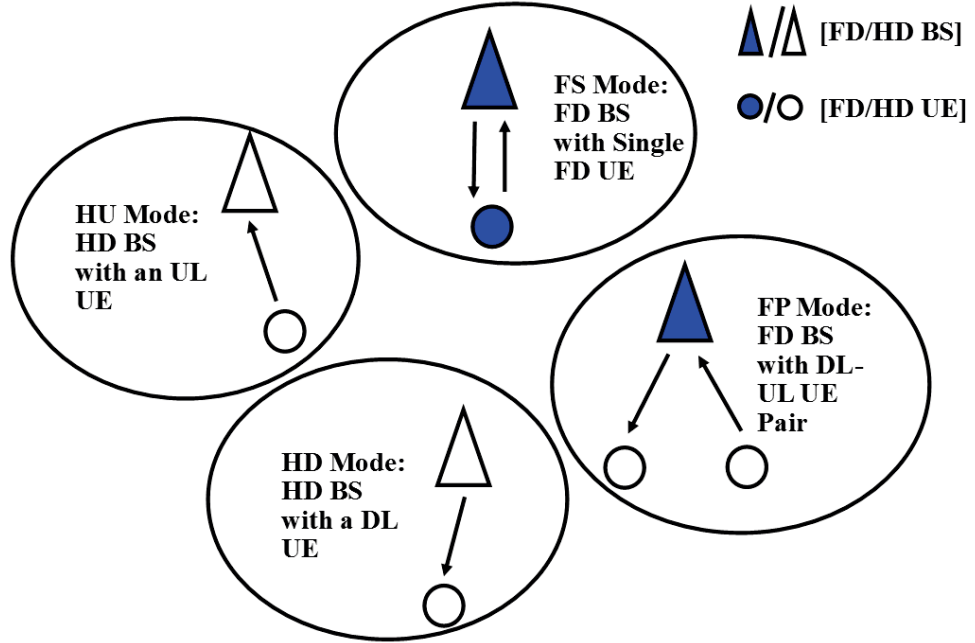 [FD/HD BS]
[FD/HD UE]
FS Mode:
FD BS
with Single
FD UE
HU Mode:
HD BS
with an UL
UE
FP Mode:
FD BS
with DL-
UL UE
Pair
HD Mode:
HD BS
with a DL
UE